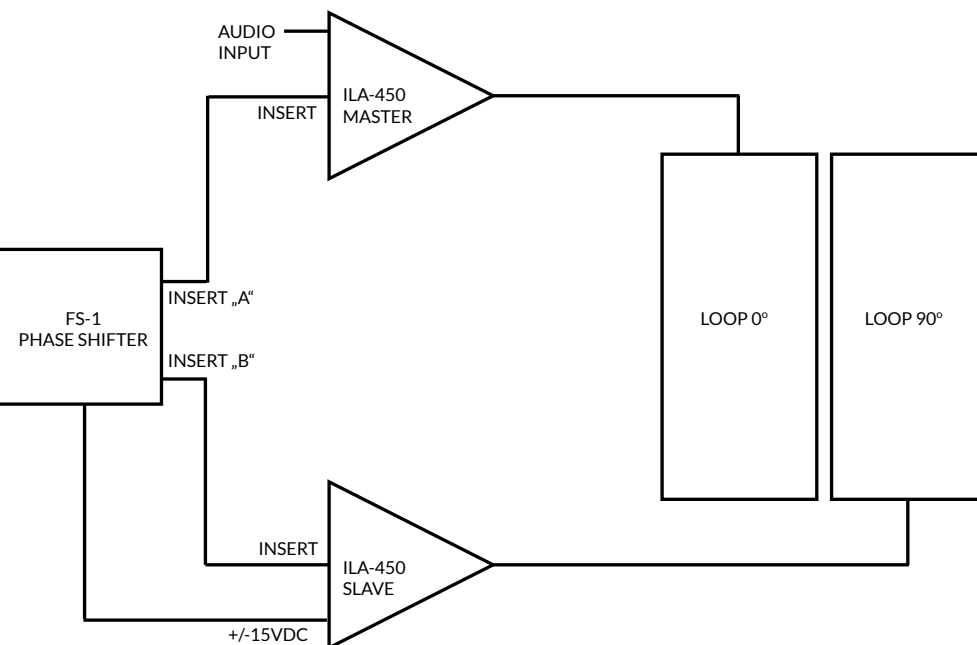 AUDIO
INPUT
INSERT
ILA-450
MASTER
INSERT „A“
FS-1
PHASE SHIFTER
INSERT „B“
LOOP 0°
LOOP 90°
INSERT
ILA-450
SLAVE
+/-15VDC